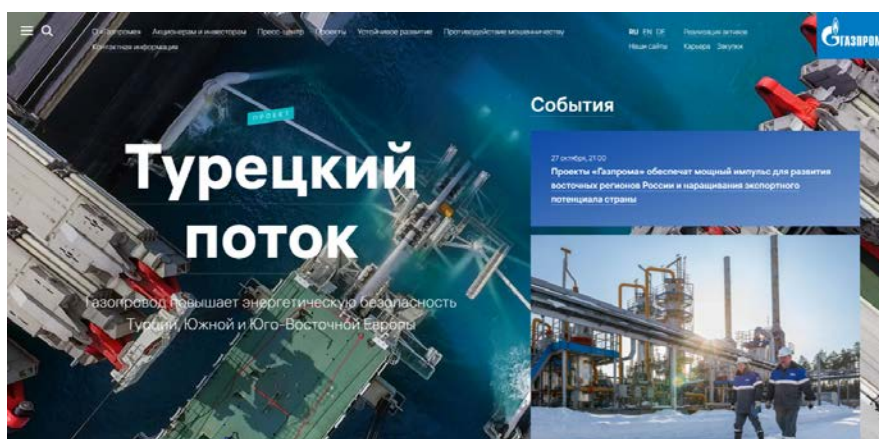 О «Газпроме» Акционерам и инвесторам Пресс-центр Проекты Устойчивое развитие Противодействие мошенничеству
Контактная информация
RU EN DE
Наши сайты
Реализация активов
Карьера Закупки
ГАЗПРОМ
ПРОЕКТ
Турецкий
поток
Газопровод повышает энергетическую безопасность
Турции, Южной и Юго-Восточной Европы
События
27 октября, 21:00
Проекты «Газпрома» обеспечат мощный импульс для развития
восточных регионов России и наращивания экспортного
потенциала страны